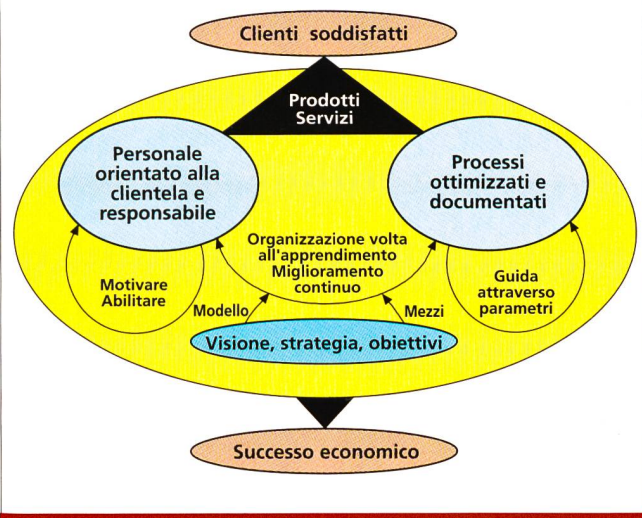 Clienti soddisfatti
Prodotti
Servizi
Personale
orientato alla
clientela e
responsabile
Processi
ottimizzati e
documentati
Organizzazione volta
all'apprendimento
Miglioramento
continuo
Motivare
Abilitare
Guida
attraverso
parametri
Modello
Mezzi
Visione, strategia, obiettivi
Successo economico